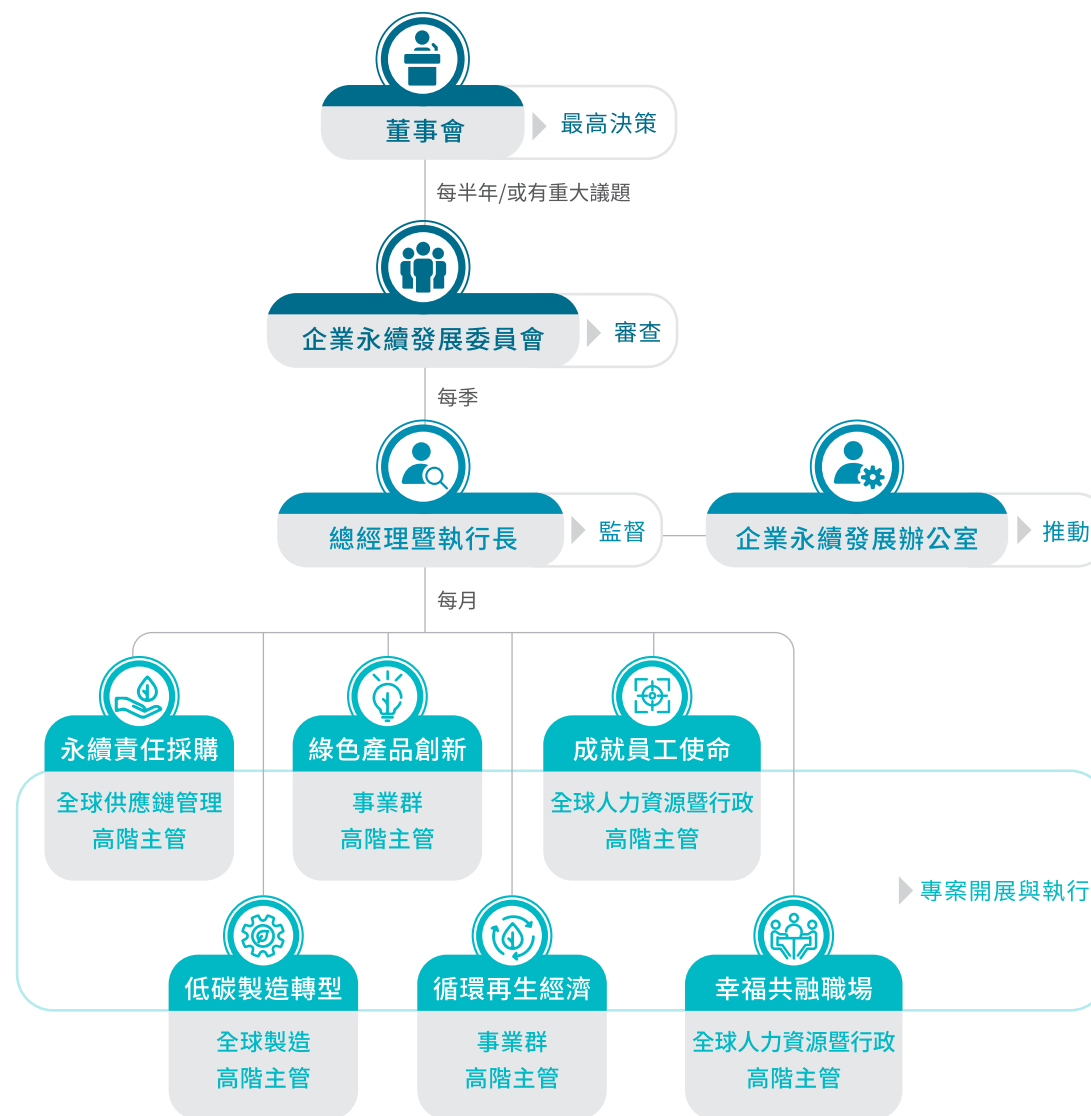 董事會
最高決策
每半年/或有重大議題
企業永續發展委員會
審查
每季
總經理暨執行長
監督
企業永續發展辦公室
推動
每月
永續責任採購
全球供應鏈管理
高階主管
綠色產品創新
事業群
高階主管
成就員工使命
全球人力資源暨行政
高階主管
專案開展與執行
低碳製造轉型
全球製造
高階主管
循環再生經濟
事業群
高階主管
幸福共融職場
全球人力資源暨行政
高階主管